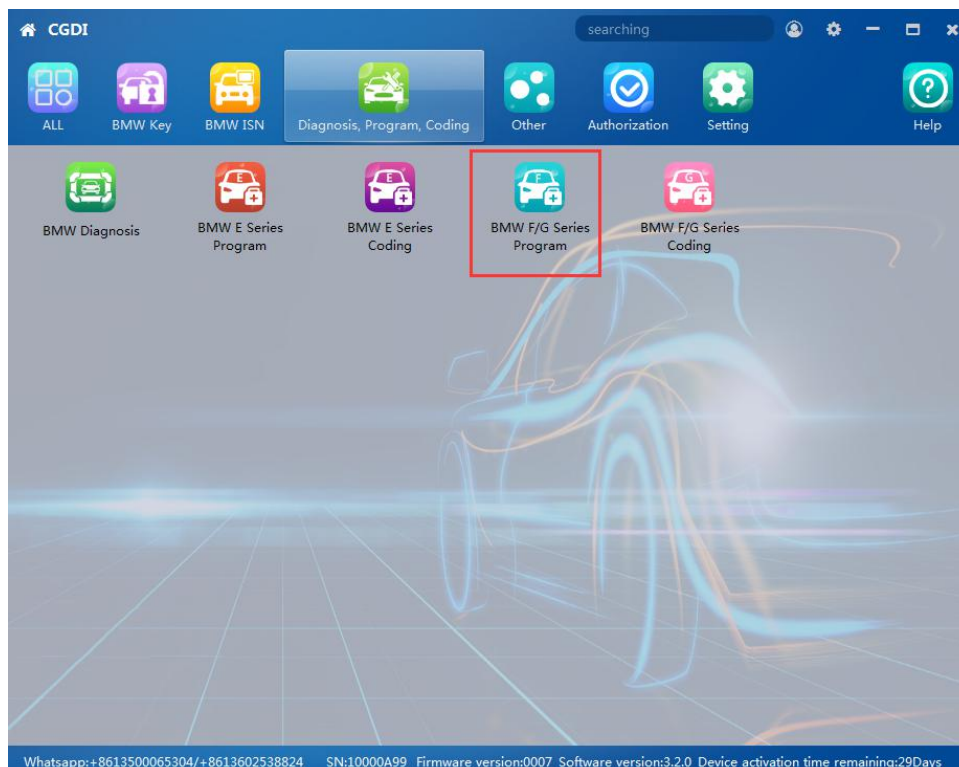 CGDI
searching
ALL
BMW Key
BMW ISN
Diagnosis, Program, Coding
Other
Authorization
Setting
Help
BMW Diagnosis
BMW E Series
Program
BMW E Series
Coding
BMW F/G Series
Program
BMW F/G Series
Coding
E
E
F
G
Whatsapp:+8613500065304/+8613602538824 SN:10000A99 Firmware version:0007 Software version:3.2.0 Device activation time remaining:29Days